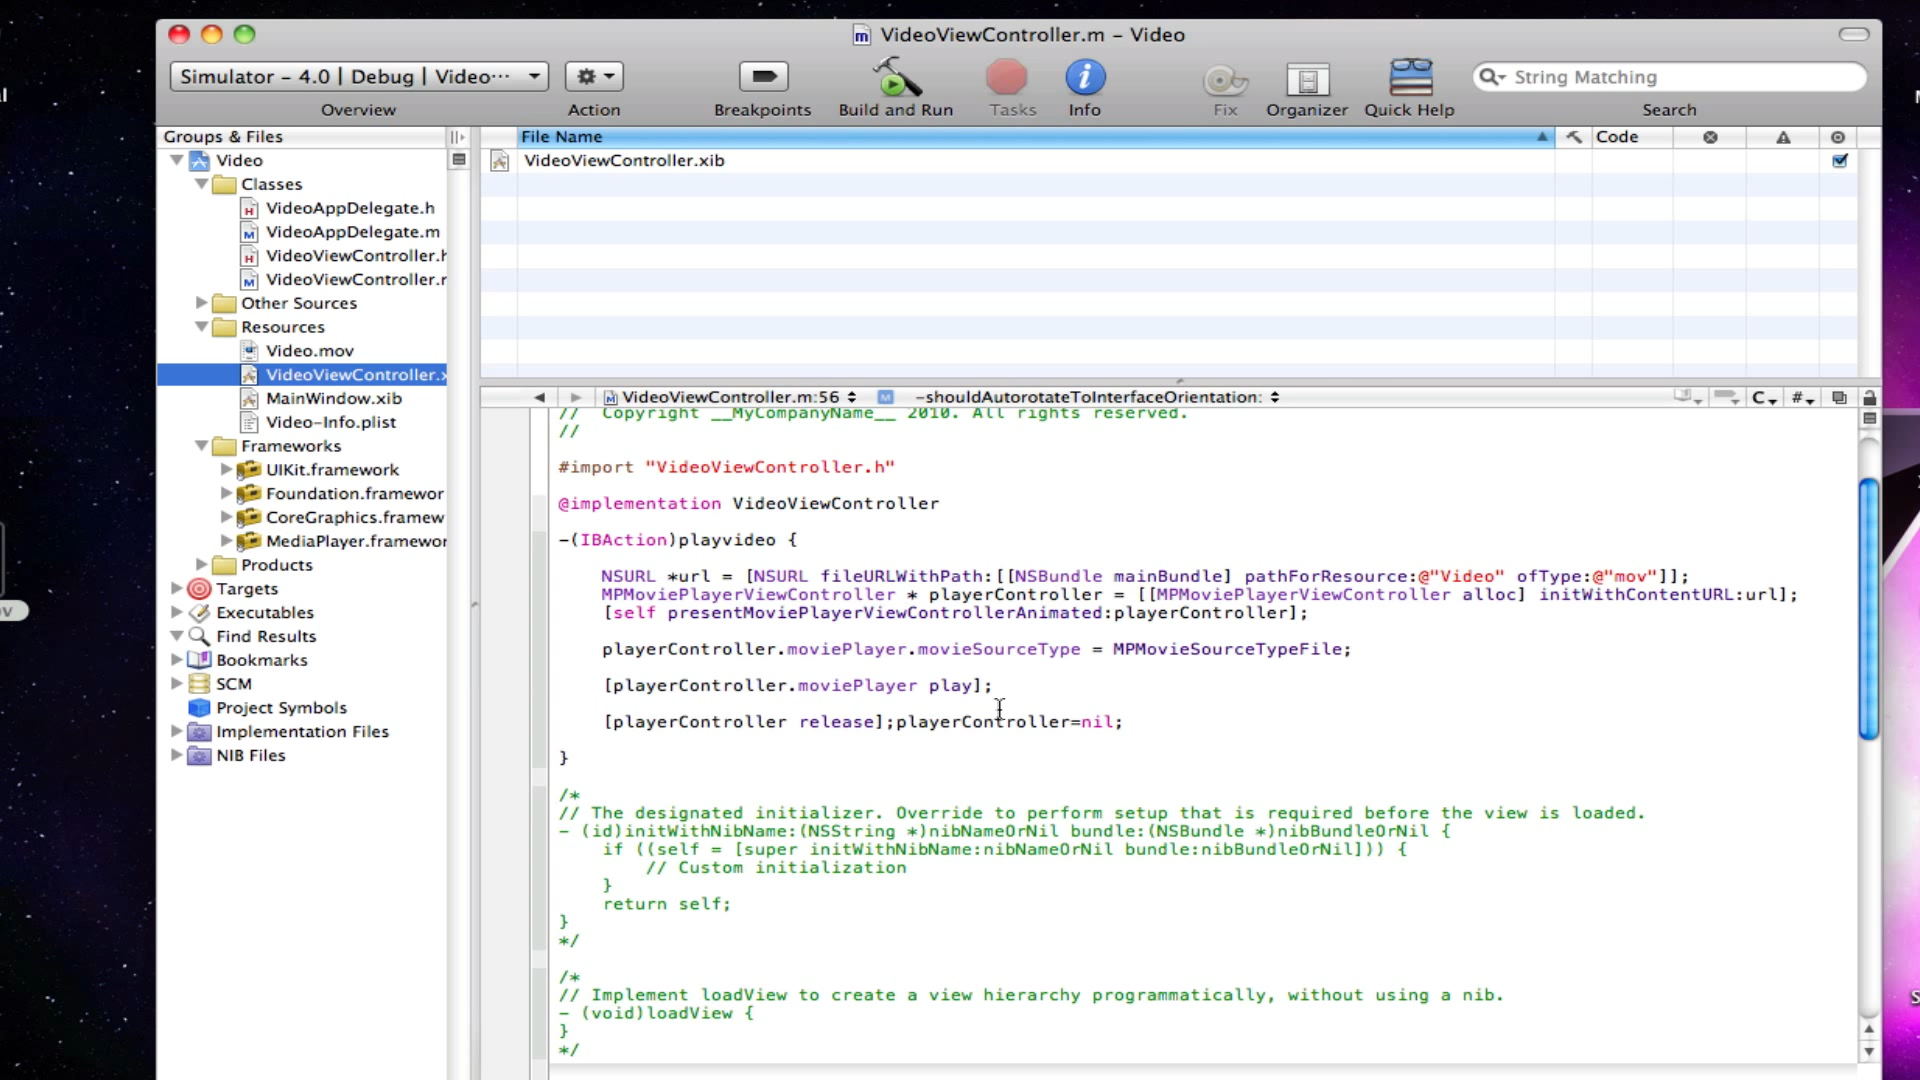 VideoViewController.m – Video
Simulator – 4.0 | Debug | Video···
String Matching
Overview
Action
Breakpoints
Build and Run
Tasks
Info
Fix
Organizer
Quick Help
Search
Groups & Files
File Name
Code
Video
VideoViewController.xib
Classes
VideoAppDelegate.h
VideoAppDelegate.m
VideoViewController.h
VideoViewController.
Other Sources
Resources
Video.mov
VideoViewController.x
MainWindow.xib
Video-Info.plist
Frameworks
UIKit.framework
Foundation.framewor
CoreGraphics.framew
MediaPlayer.framewor
Products
Targets
Executables
Find Results
Bookmarks
SCM
Project Symbols
Implementation Files
NIB Files
VideoViewController.m:56
-shouldAutorotateToInterfaceOrientation:
C
#
//  Copyright __MyCompanyName__ 2010. All rights reserved.
//
#import "VideoViewController.h"
@implementation VideoViewController
-(IBAction)playvideo {
NSURL *url = [NSURL fileURLWithPath:[[NSBundle mainBundle] pathForResource:@"Video" ofType:@"mov"]];
MPMoviePlayerViewController * playerController = [[MPMoviePlayerViewController alloc] initWithContentURL:url];
[self presentMoviePlayerViewControllerAnimated:playerController];
playerController.moviePlayer.movieSourceType = MPMovieSourceTypeFile;
[playerController.moviePlayer play];
[playerController release];playerController=nil;
}
/*
// The designated initializer. Override to perform setup that is required before the view is loaded.
- (id)initWithNibName:(NSString *)nibNameOrNil bundle:(NSBundle *)nibBundleOrNil {
if ((self = [super initWithNibName:nibNameOrNil bundle:nibBundleOrNil])) {
// Custom initialization
}
return self;
}
*/
/*
// Implement loadView to create a view hierarchy programmatically, without using a nib.
- (void)loadView {
}
*/